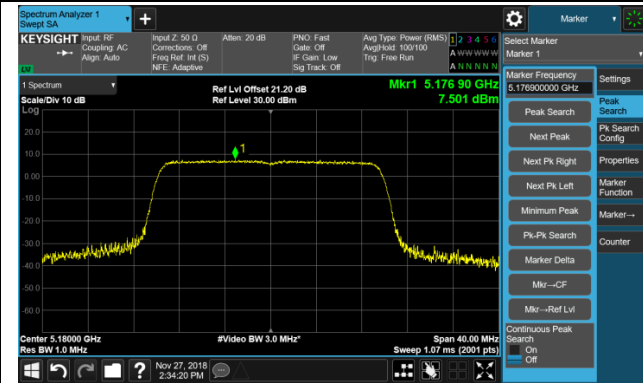 Spectrum Analyzer 1
Swept SA
+
Marker
KEYSIGHT
Input: RF
Coupling: AC
Align: Auto
Input Z: 50 Ω
Corrections: Off
Freq Ref: Int (S)
NFE: Adaptive
Atten: 20 dB
PNO: Fast
Gate: Off
IF Gain: Low
Sig Track: Off
Avg Type: Power (RMS)
Avg|Hold: 100/100
Trig: Free Run
1 2 3 4 5 6
A W W W W W
A N N N N N
LU
Select Marker
Marker 1
1 Spectrum
Scale/Div 10 dB
Log
Ref Lvl Offset 21.20 dB
Ref Level 30.00 dBm
Mkr1 5.176 90 GHz
7.501 dBm
1
20.0
10.0
0.00
-10.0
-20.0
-30.0
-40.0
-50.0
-60.0
Center 5.18000 GHz
Res BW 1.0 MHz
#Video BW 3.0 MHz*
Span 40.00 MHz
Sweep 1.07 ms (2001 pts)
Marker Frequency
5.176900000 GHz
Peak Search
Next Peak
Next Pk Right
Next Pk Left
Minimum Peak
Pk-Pk Search
Marker Delta
Mkr→CF
Mkr→Ref Lvl
Continuous Peak
Search
On
Off
Settings
Peak
Search
Pk Search
Config
Properties
Marker
Function
Marker→
Counter
?
Nov 27, 2018
2:34:20 PM